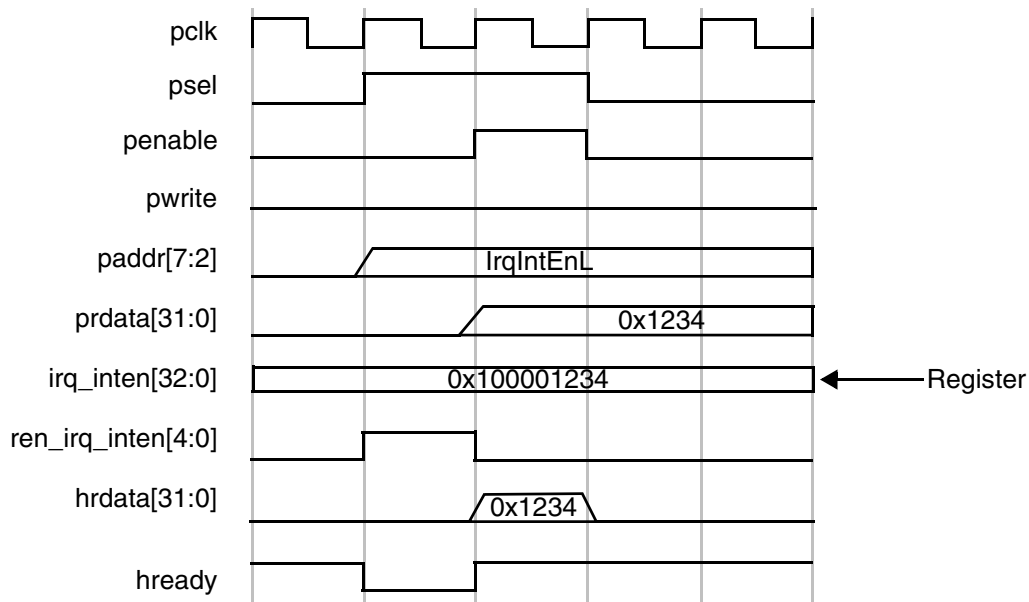 pclk
psel
penable
pwrite
paddr[7:2]
IrqIntEnL
prdata[31:0]
0x1234
irq_inten[32:0]
0x100001234
Register
ren_irq_inten[4:0]
hrdata[31:0]
0x1234
hready